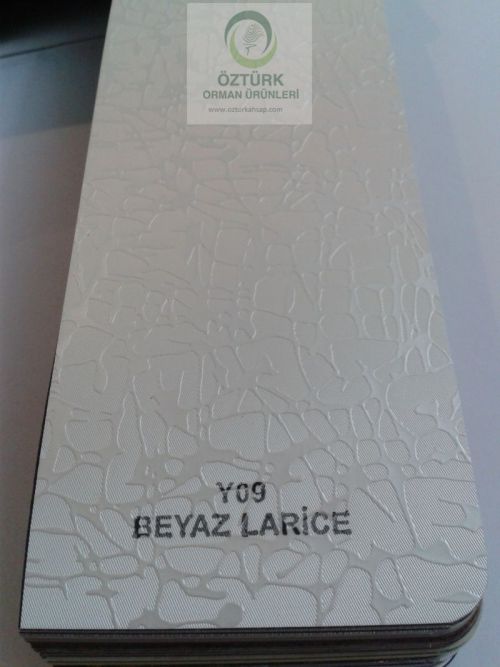 ÖZTÜRK
ORMAN ÜRÜNLERİ
www.ozturkahsap.com
Y09
BEYAZ LARİCE